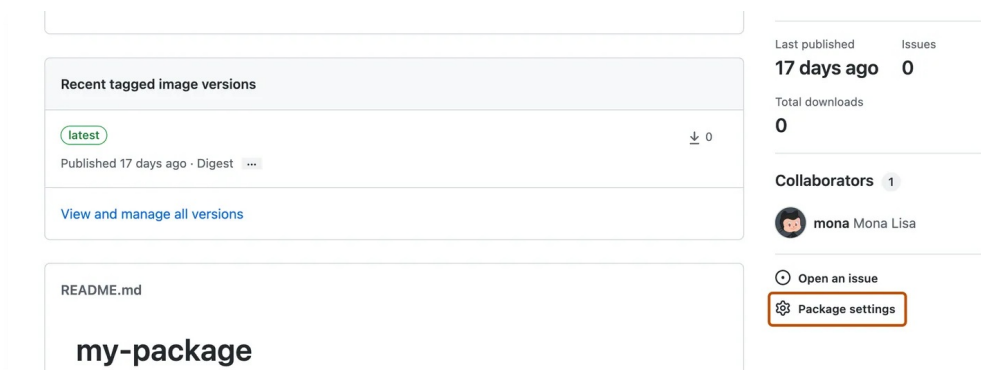 Recent tagged image versions
latest
0
Published 17 days ago · Digest ...
View and manage all versions
README.md
my-package
Last published Issues
17 days ago 0
Total downloads
0
Collaborators 1
mona Mona Lisa
Open an issue
Package settings